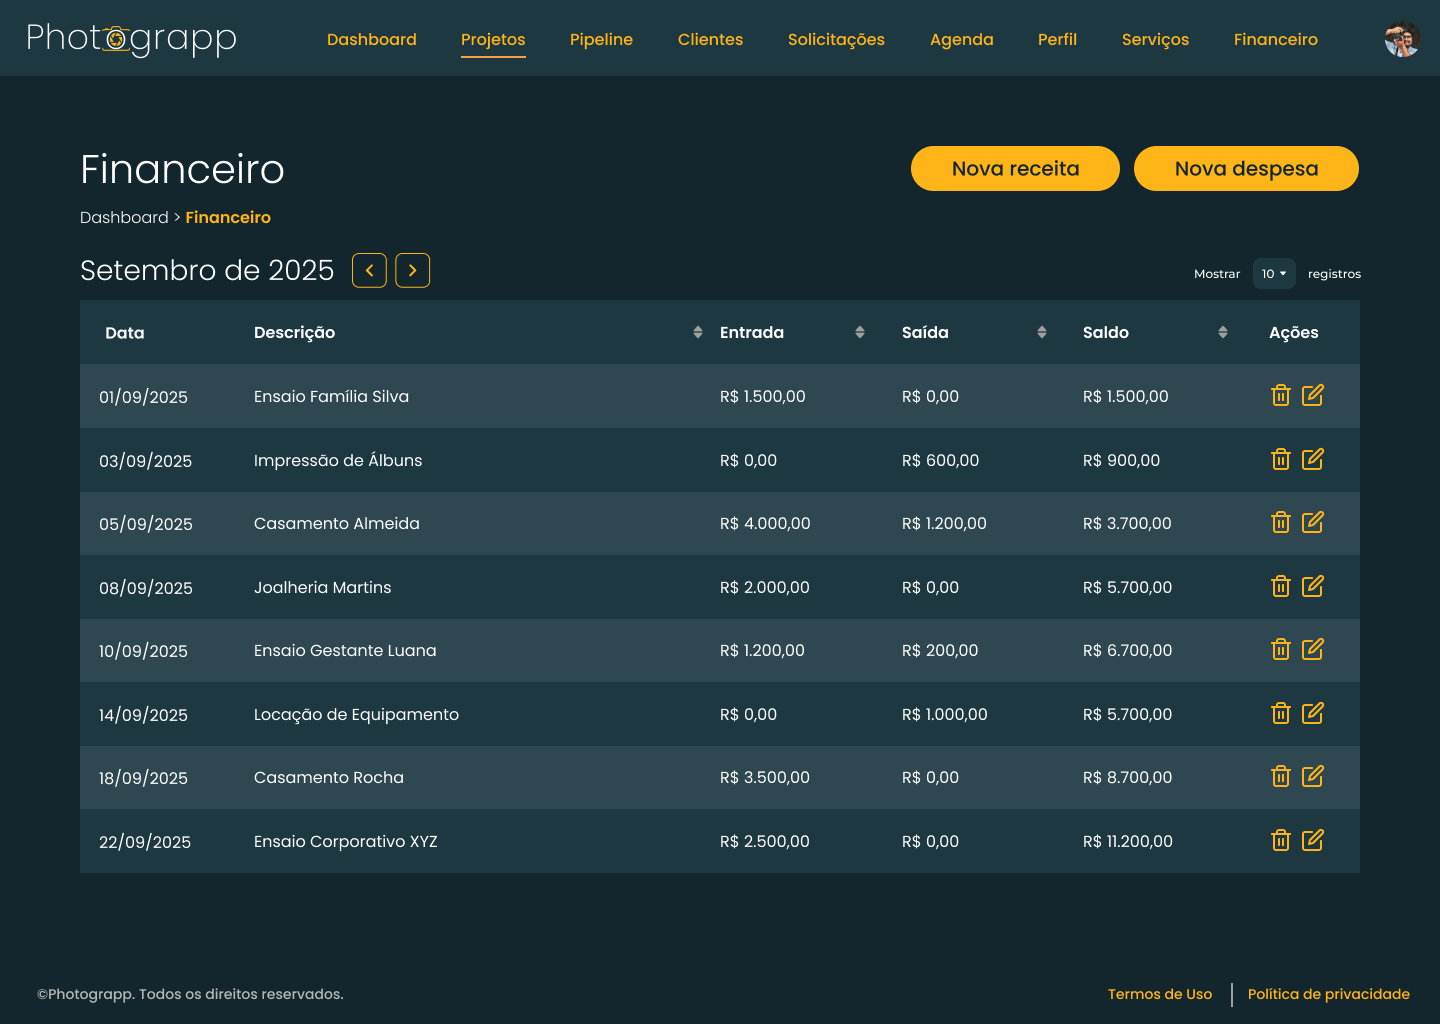 Photograpp
Dashboard Projetos Pipeline Clientes Solicitações Agenda Perfil Serviços Financeiro
Financeiro
Nova receita Nova despesa
Dashboard > Financeiro
Setembro de 2025 < >
Mostrar 10 registros
Data Descrição Entrada Saída Saldo Ações
01/09/2025 Ensaio Família Silva R$ 1.500,00 R$ 0,00 R$ 1.500,00
03/09/2025 Impressão de Álbuns R$ 0,00 R$ 600,00 R$ 900,00
05/09/2025 Casamento Almeida R$ 4.000,00 R$ 1.200,00 R$ 3.700,00
08/09/2025 Joalheria Martins R$ 2.000,00 R$ 0,00 R$ 5.700,00
10/09/2025 Ensaio Gestante Luana R$ 1.200,00 R$ 200,00 R$ 6.700,00
14/09/2025 Locação de Equipamento R$ 0,00 R$ 1.000,00 R$ 5.700,00
18/09/2025 Casamento Rocha R$ 3.500,00 R$ 0,00 R$ 8.700,00
22/09/2025 Ensaio Corporativo XYZ R$ 2.500,00 R$ 0,00 R$ 11.200,00
©Photograpp. Todos os direitos reservados.
Termos de Uso | Política de privacidade